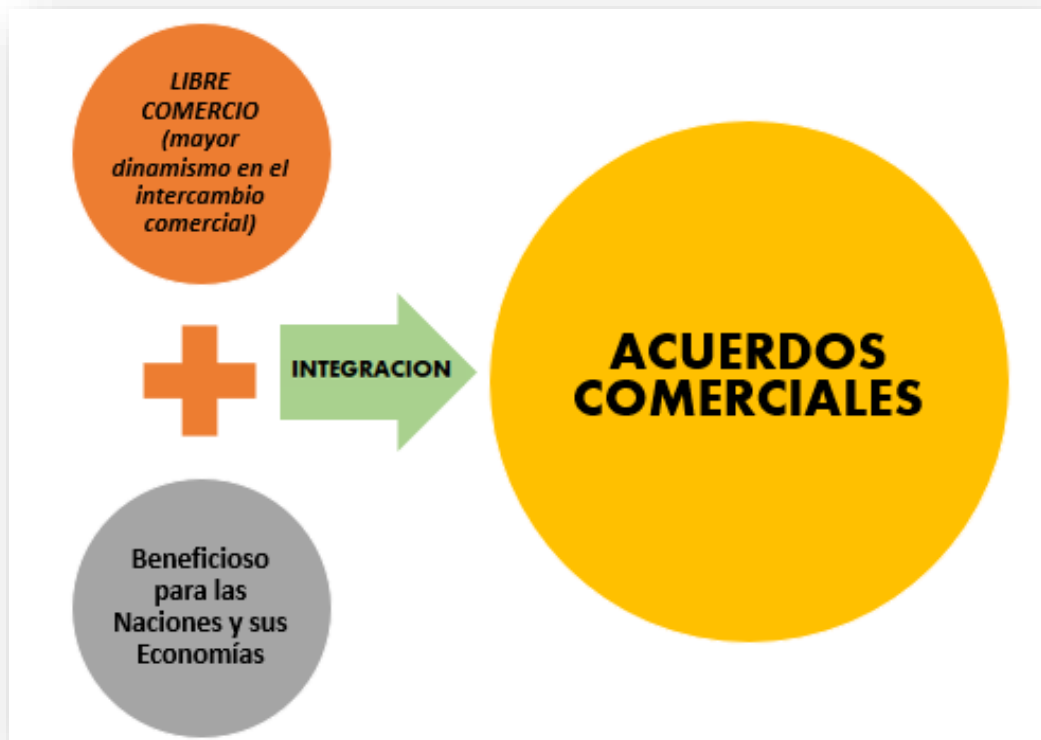 LIBRE
COMERCIO
(mayor
dinamismo en el
intercambio
comercial)
INTEGRACION
Beneficioso
para las
Naciones y sus
Economías
ACUERDOS
COMERCIALES